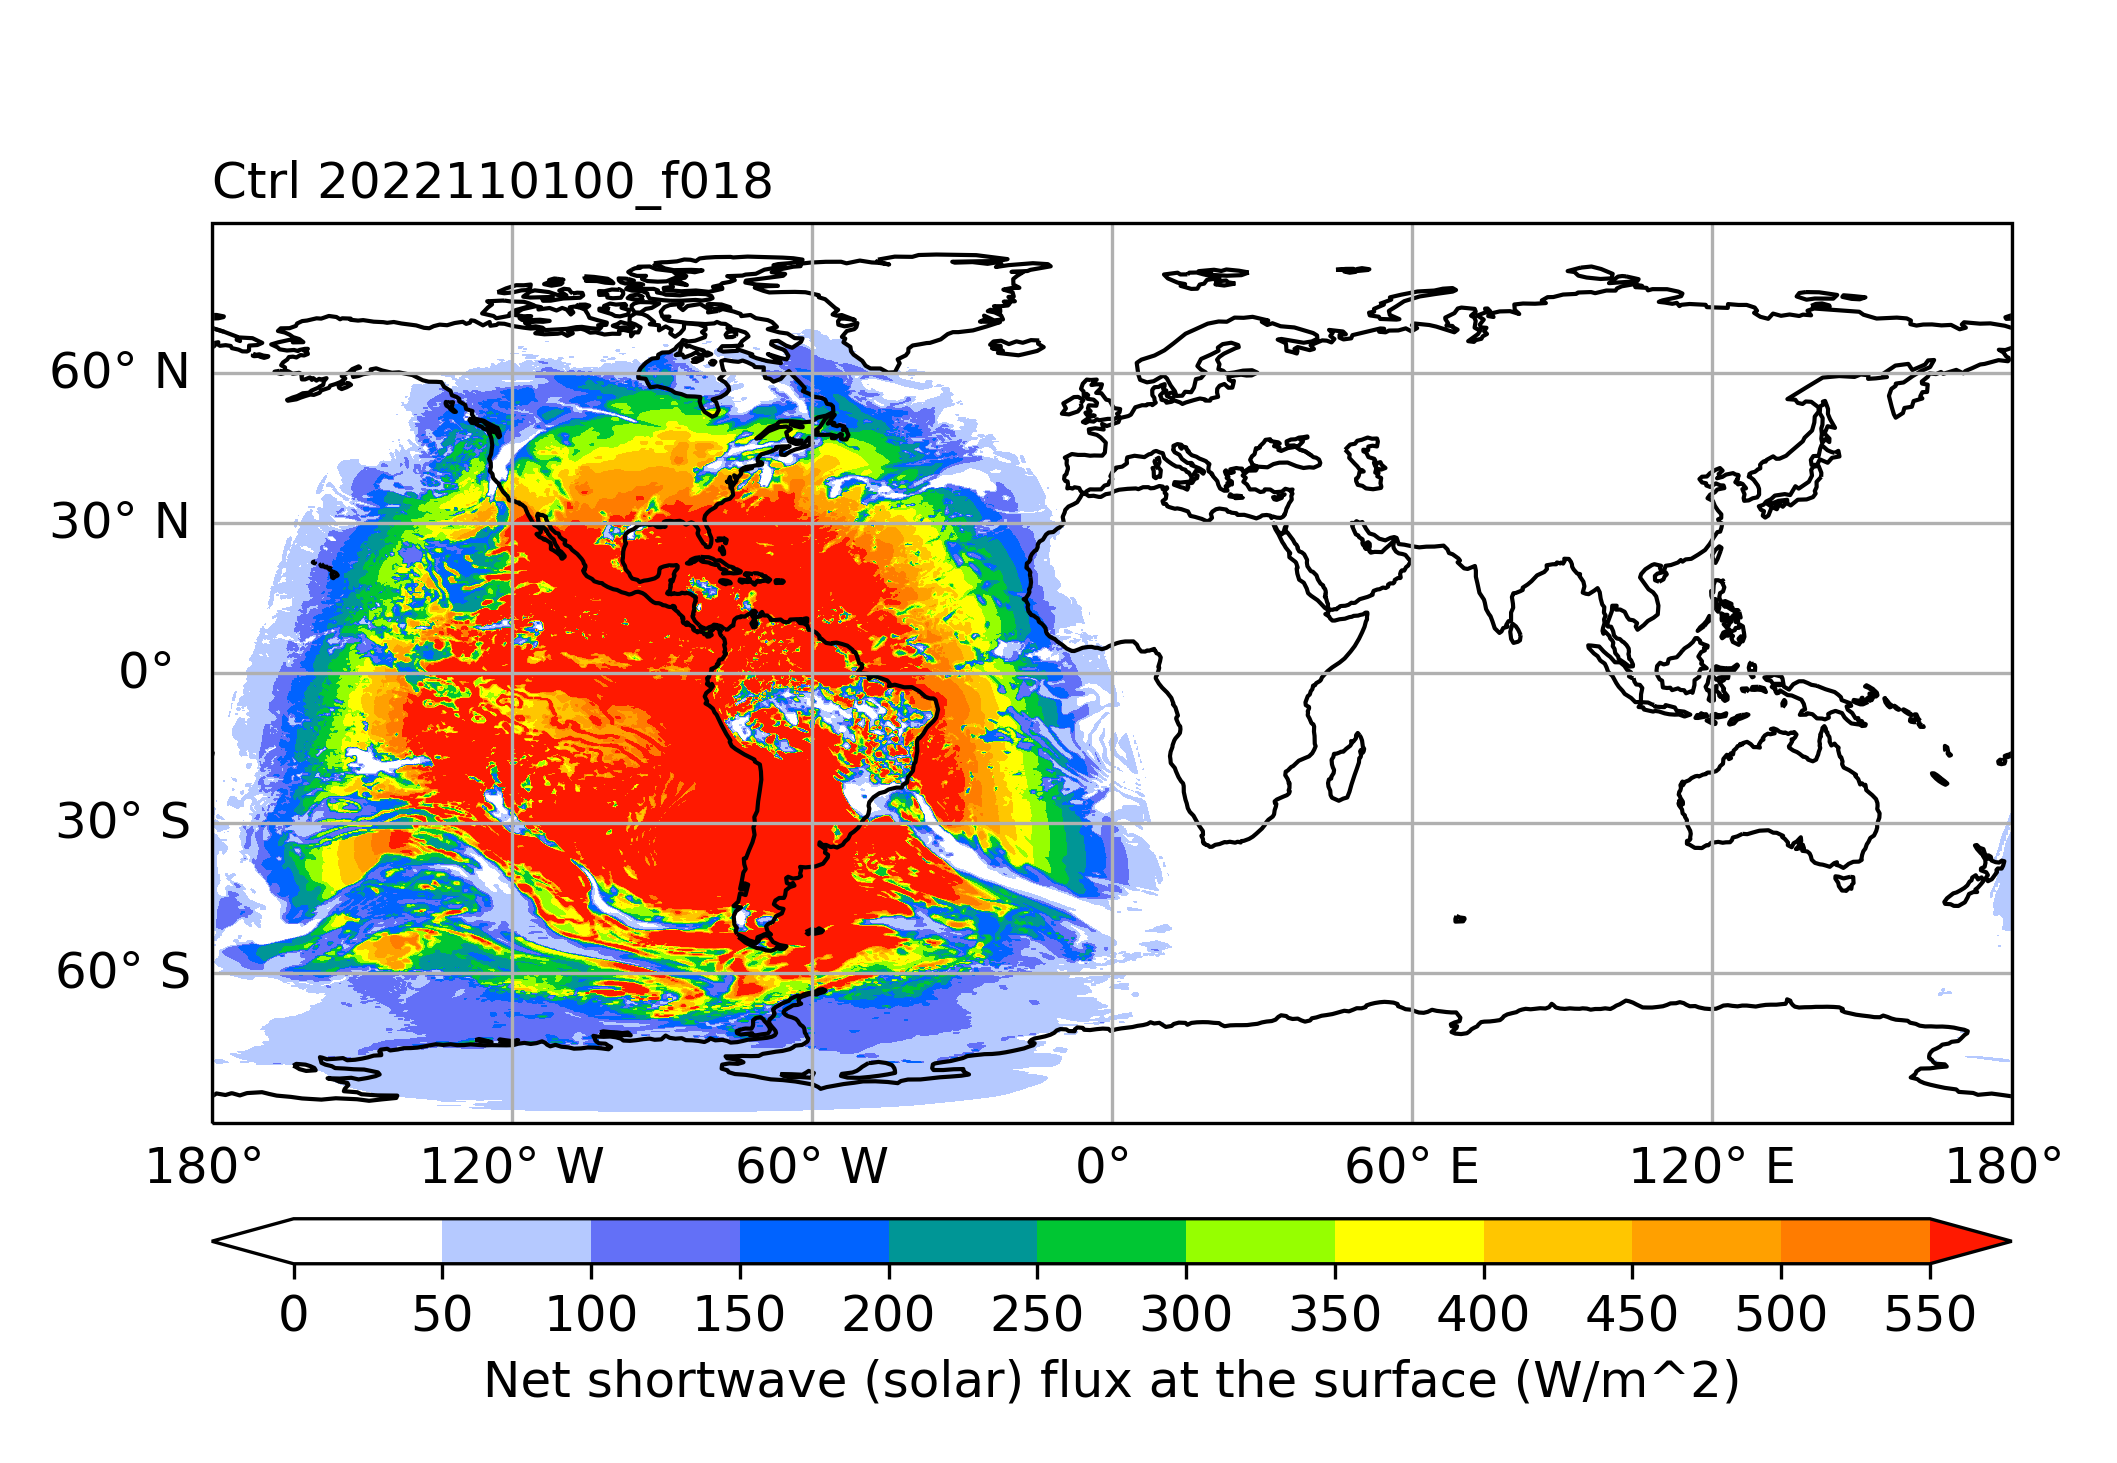 Ctrl 2022110100_f018
60° N
30° N
0°
30° S
60° S
180° 120° W 60° W 0° 60° E 120° E 180°
0 50 100 150 200 250 300 350 400 450 500 550
Net shortwave (solar) flux at the surface (W/m^2)